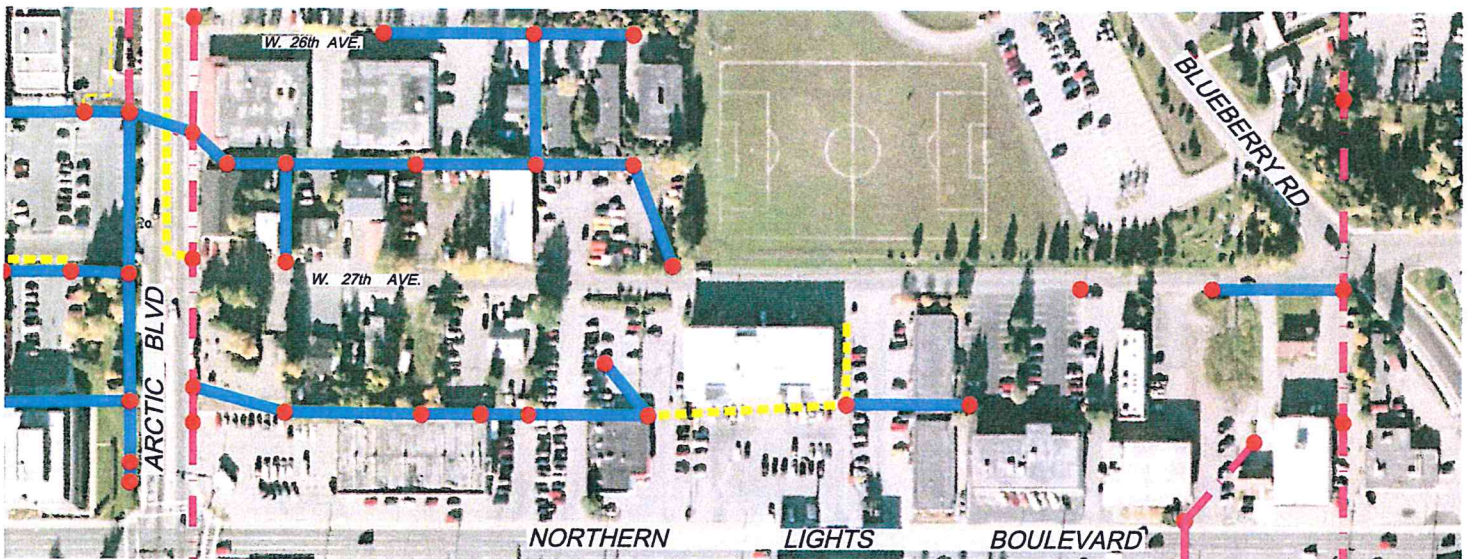 W. 26th AVE.
BLUEBERRY RD
W. 27th AVE.
ARCTIC BLVD
NORTHERN LIGHTS BOULEVARD